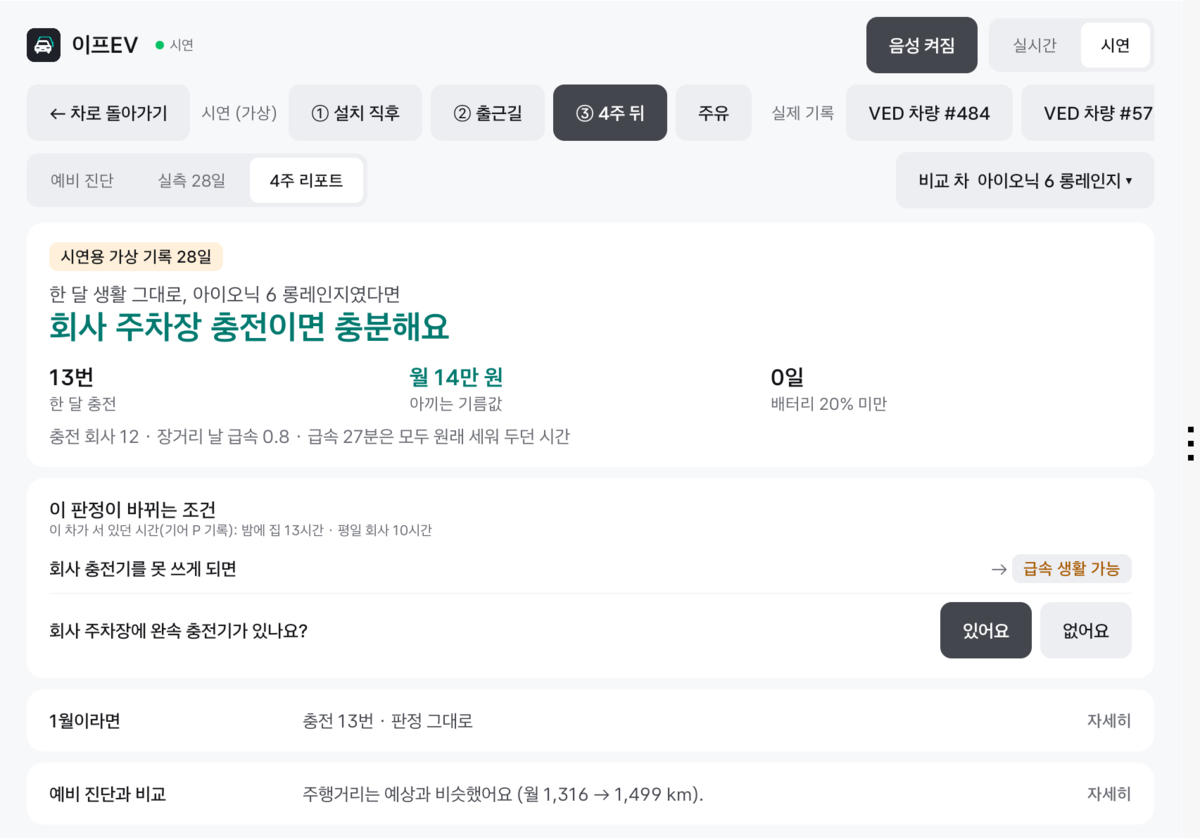 이프EV
시연
음성 켜짐
실시간
시연
← 차로 돌아가기
시연 (가상)
① 설치 직후
② 출근길
③ 4주 뒤
주유
실제 기록
VED 차량 #484
VED 차량 #57
예비 진단
실측 28일
4주 리포트
비교 차 아이오닉 6 롱레인지 ▾
시연용 가상 기록 28일
한 달 생활 그대로, 아이오닉 6 롱레인지였다면
회사 주차장 충전이면 충분해요
13번
월 14만 원
0일
한 달 충전
아끼는 기름값
배터리 20% 미만
충전 회사 12 · 장거리 날 급속 0.8 · 급속 27분은 모두 원래 세워 두던 시간
이 판정이 바뀌는 조건
이 차가 서 있던 시간(기어 P 기록): 밤에 집 13시간 · 평일 회사 10시간
회사 충전기를 못 쓰게 되면
→ 급속 생활 가능
회사 주차장에 완속 충전기가 있나요?
있어요
없어요
1월이라면
충전 13번 · 판정 그대로
자세히
예비 진단과 비교
주행거리는 예상과 비슷했어요 (월 1,316 → 1,499 km).
자세히